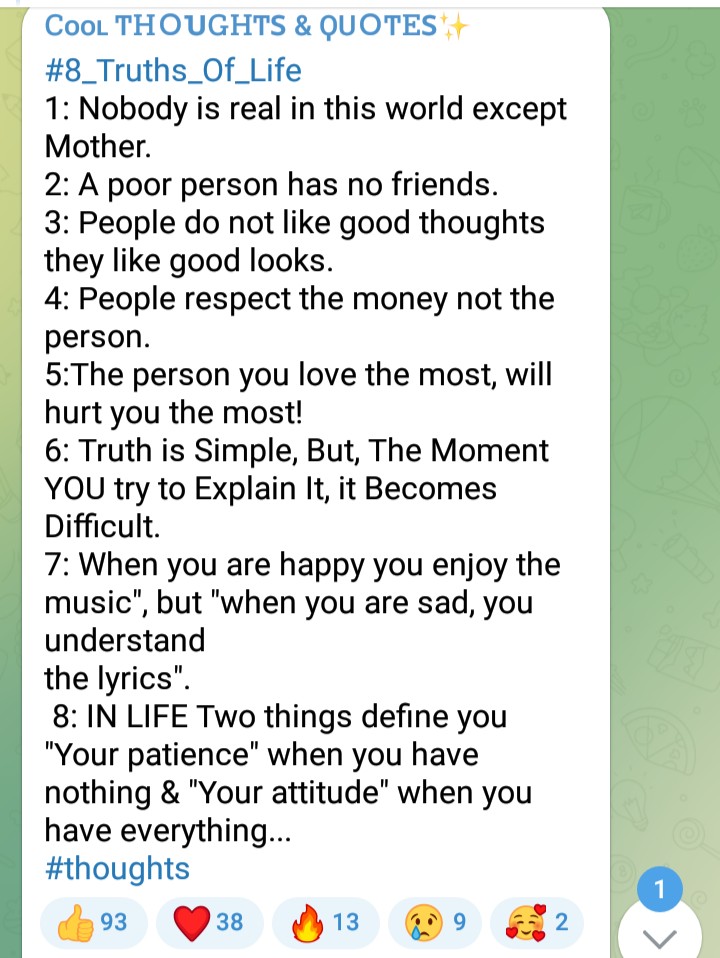 Cool THOUGHTS & QUOTES✨
#8_Truths_Of_Life
1: Nobody is real in this world except
Mother.
2: A poor person has no friends.
3: People do not like good thoughts
they like good looks.
4: People respect the money not the
person.
5:The person you love the most, will
hurt you the most!
6: Truth is Simple, But, The Moment
YOU try to Explain It, it Becomes
Difficult.
7: When you are happy you enjoy the
music", but "when you are sad, you
understand
the lyrics".
8: IN LIFE Two things define you
"Your patience" when you have
nothing & "Your attitude" when you
have everything...
#thoughts
👍 93 ❤️ 38 🔥 13 😢 9 🥰 2
1